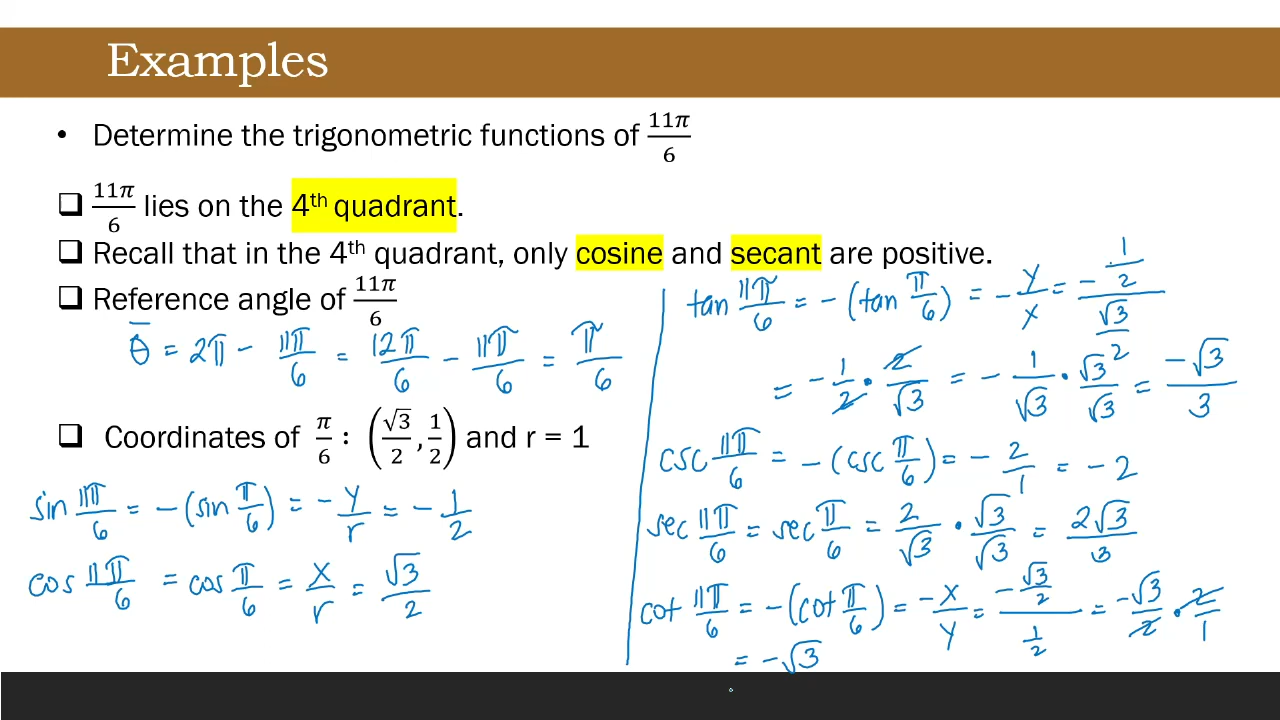 Examples
• Determine the trigonometric functions of 11π/6
❑ 11π/6 lies on the 4th quadrant.
❑ Recall that in the 4th quadrant, only cosine and secant are positive.
❑ Reference angle of 11π/6
θ̅ = 2π − 11π/6 = 12π/6 − 11π/6 = π/6
❑ Coordinates of π/6 : (√3/2, 1/2) and r = 1
sin 11π/6 = −(sin π/6) = −y/r = −1/2
cos 11π/6 = cos π/6 = x/r = √3/2
tan 11π/6 = −(tan π/6) = −y/x = −(1/2)/(√3/2)
= −1/2 · 2/√3 = −1/√3 · √3/√3 = −√3/3
csc 11π/6 = −(csc π/6) = −2/1 = −2
sec 11π/6 = sec π/6 = 2/√3 · √3/√3 = 2√3/3
cot 11π/6 = −(cot π/6) = −x/y = (−√3/2)/(1/2) = −√3/2 · 2/1
= −√3